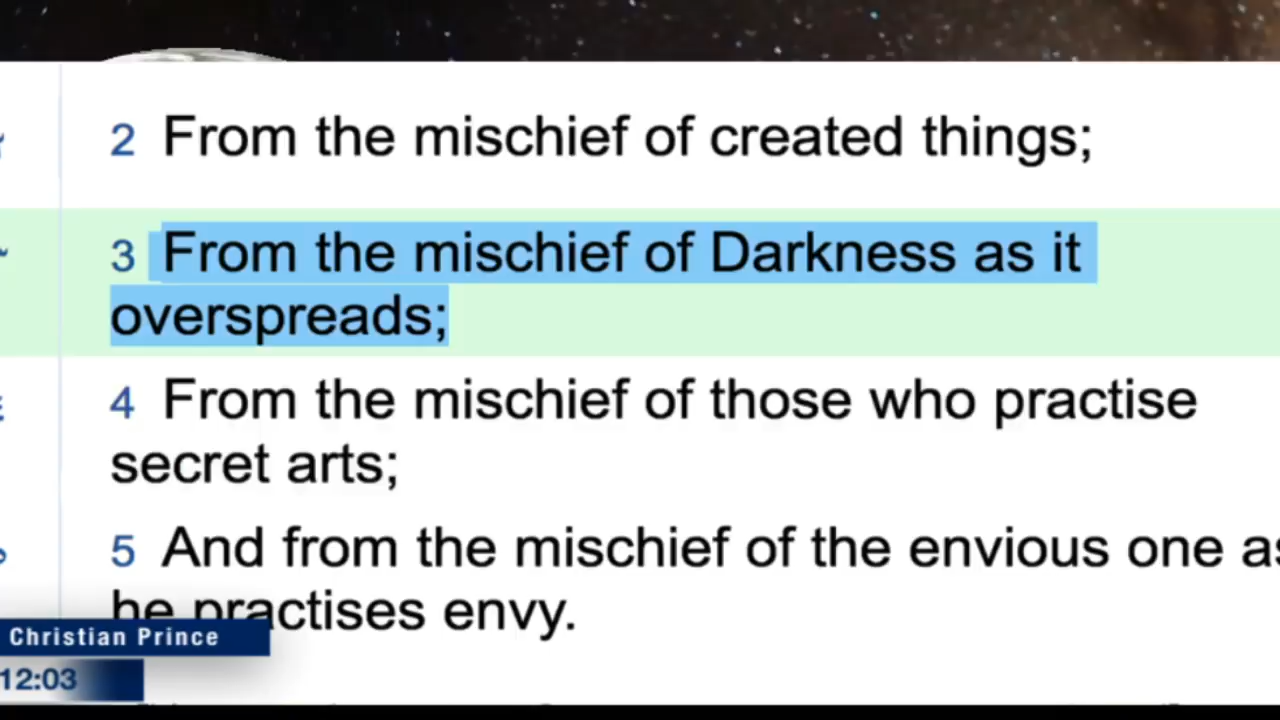 2 From the mischief of created things;
3 From the mischief of Darkness as it
overspreads;
4 From the mischief of those who practise
secret arts;
5 And from the mischief of the envious one
he practises envy.
Christian Prince
12:03